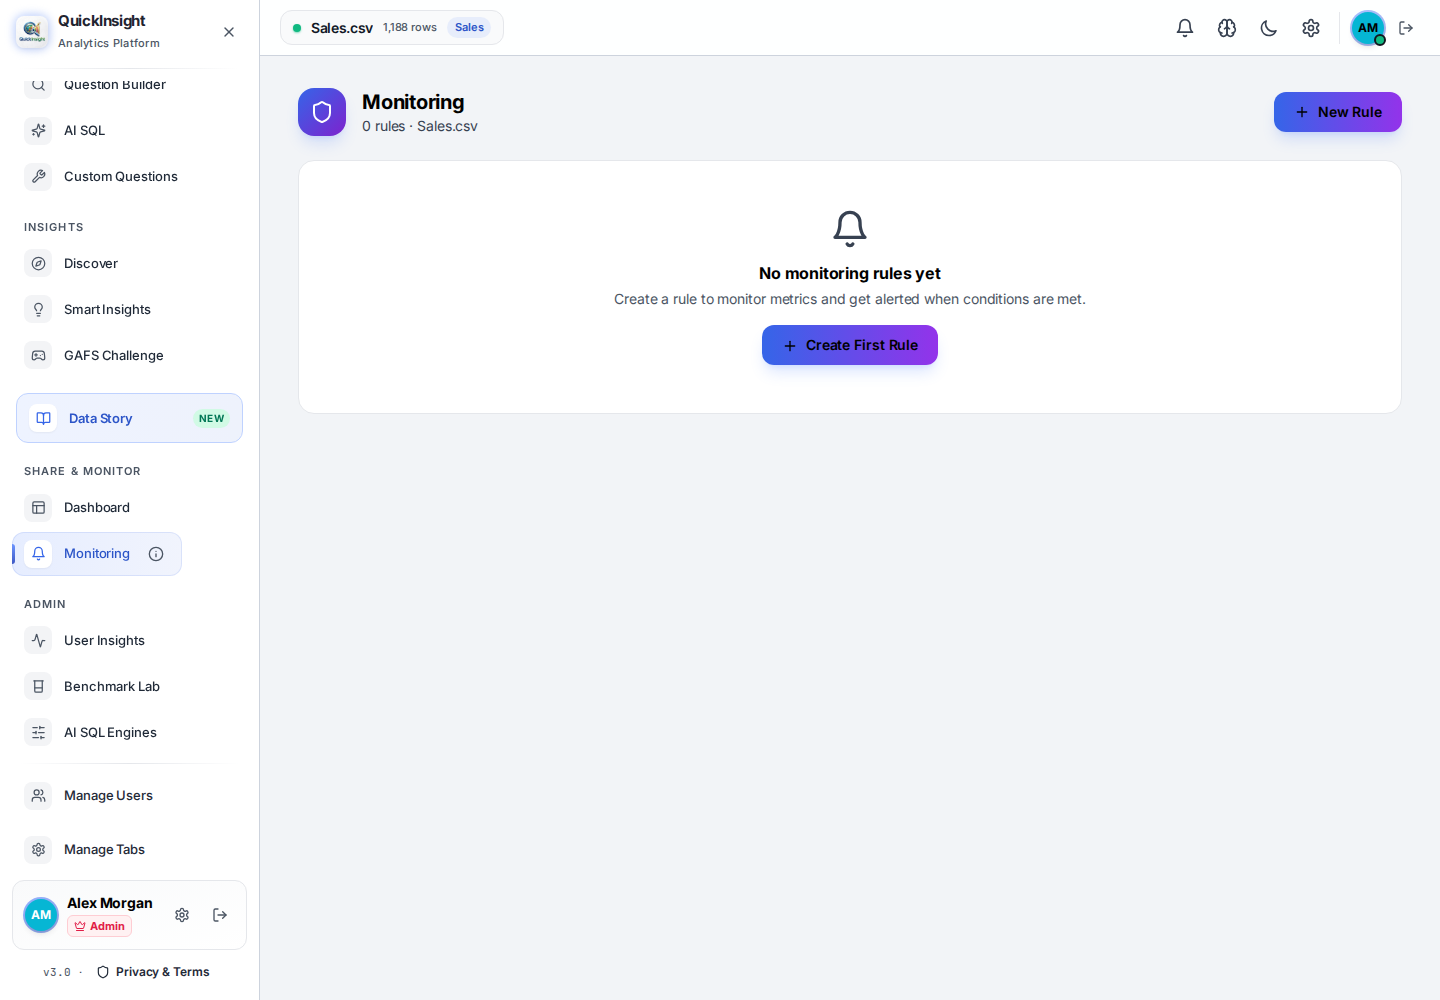 QuickInsight
Analytics Platform
Question Builder
AI SQL
Custom Questions
INSIGHTS
Discover
Smart Insights
GAFS Challenge
Data Story NEW
SHARE & MONITOR
Dashboard
Monitoring
ADMIN
User Insights
Benchmark Lab
AI SQL Engines
Manage Users
Manage Tabs
AM Alex Morgan
Admin
v3.0 · Privacy & Terms
Sales.csv 1,188 rows Sales
AM
Monitoring
0 rules · Sales.csv
New Rule
No monitoring rules yet
Create a rule to monitor metrics and get alerted when conditions are met.
Create First Rule